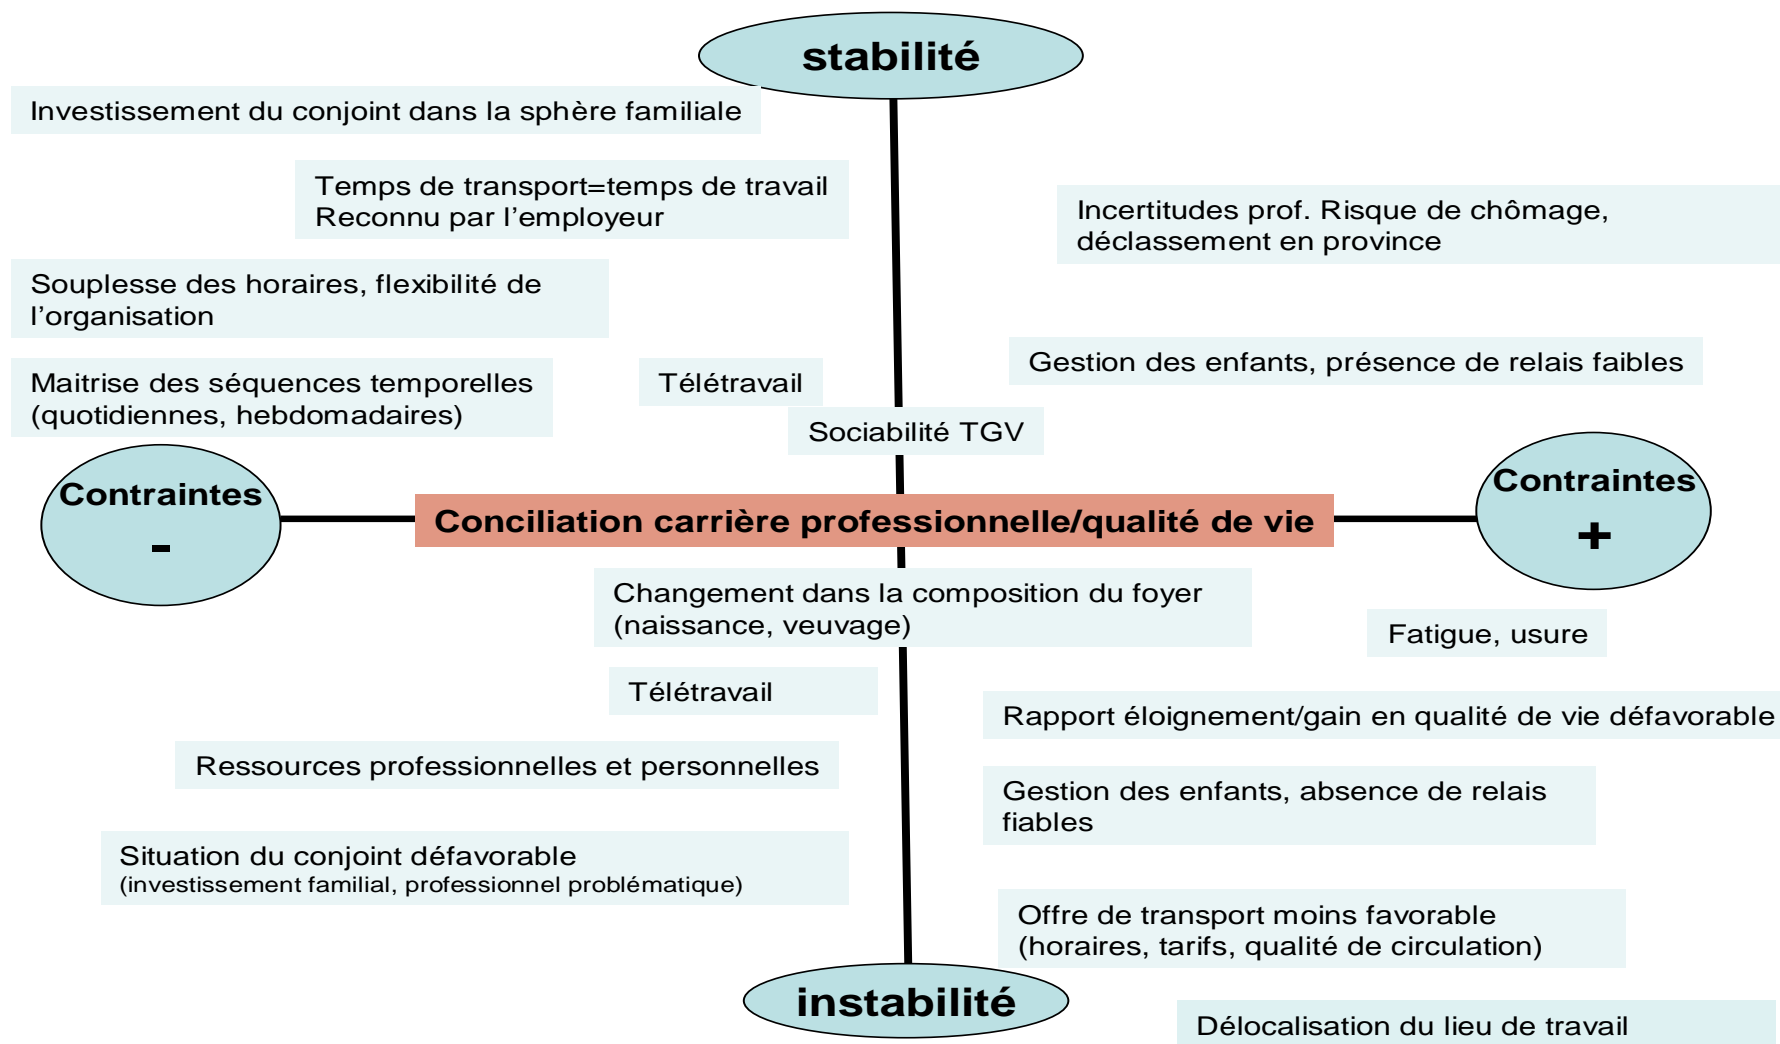 stabilité
Investissement du conjoint dans la sphère familiale
Temps de transport=temps de travail
Reconnu par l’employeur
Incertitudes prof. Risque de chômage,
déclassement en province
Souplesse des horaires, flexibilité de
l’organisation
Gestion des enfants, présence de relais faibles
Maitrise des séquences temporelles
(quotidiennes, hebdomadaires)
Télétravail
Sociabilité TGV
Contraintes
-
Conciliation carrière professionnelle/qualité de vie
Contraintes
+
Changement dans la composition du foyer
(naissance, veuvage)
Fatigue, usure
Télétravail
Rapport éloignement/gain en qualité de vie défavorable
Ressources professionnelles et personnelles
Gestion des enfants, absence de relais
fiables
Situation du conjoint défavorable
(investissement familial, professionnel problématique)
Offre de transport moins favorable
(horaires, tarifs, qualité de circulation)
instabilité
Délocalisation du lieu de travail